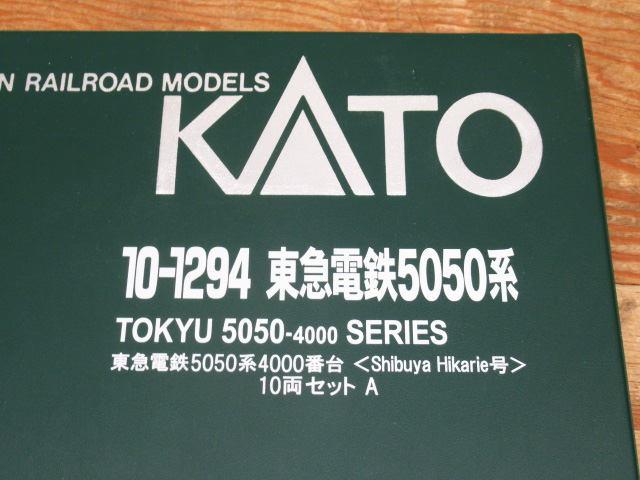 N RAILROAD MODELS
KATO
10-1294 東急電鉄5050系
TOKYU 5050-4000 SERIES
東急電鉄5050系4000番台 <Shibuya Hikarie号>
10両セット A